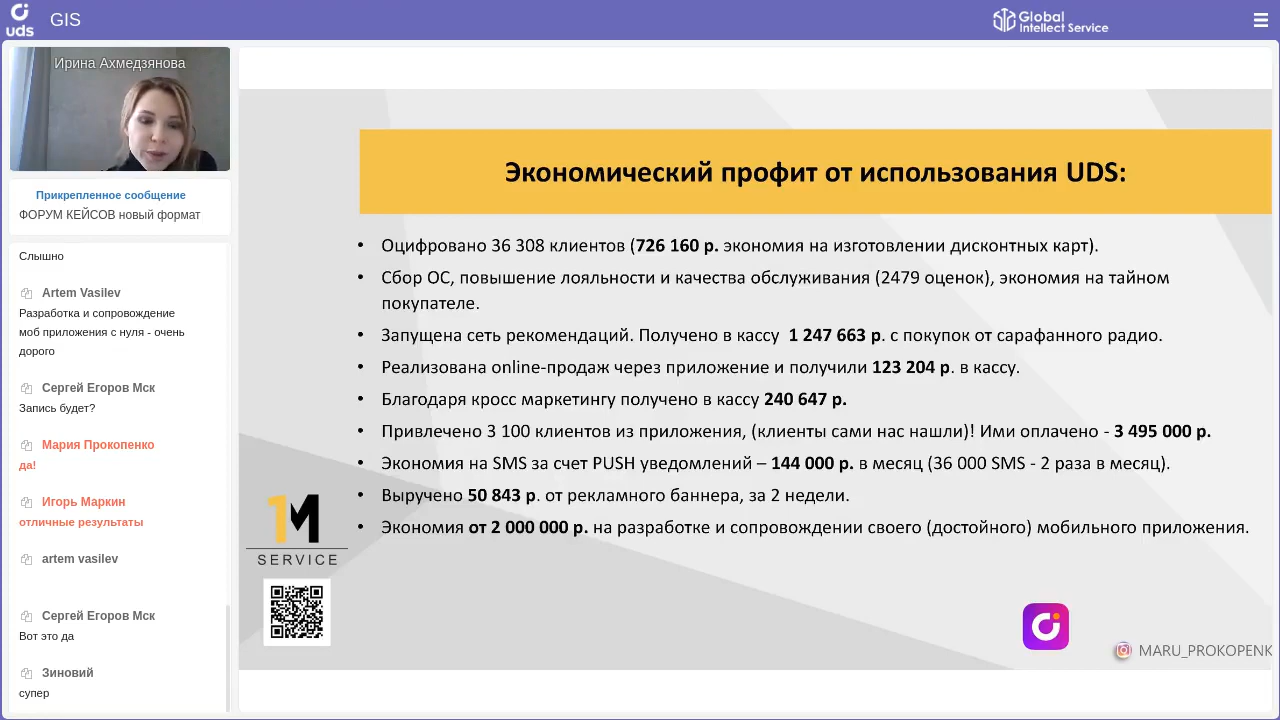 uds
GIS
Global
Intellect Service
Ирина Ахмедзянова
Прикрепленное сообщение
ФОРУМ КЕЙСОВ новый формат
Слышно
Artem Vasilev
Разработка и сопровождение
моб приложения с нуля - очень
дорого
Сергей Егоров Мск
Запись будет?
Мария Прокопенко
да!
Игорь Маркин
отличные результаты
artem vasilev
Сергей Егоров Мск
Вот это да
Зиновий
супер
Экономический профит от использования UDS:
• Оцифровано 36 308 клиентов (726 160 р. экономия на изготовлении дисконтных карт).
• Сбор ОС, повышение лояльности и качества обслуживания (2479 оценок), экономия на тайном
покупателе.
• Запущена сеть рекомендаций. Получено в кассу 1 247 663 р. с покупок от сарафанного радио.
• Реализована online-продаж через приложение и получили 123 204 р. в кассу.
• Благодаря кросс маркетингу получено в кассу 240 647 р.
• Привлечено 3 100 клиентов из приложения, (клиенты сами нас нашли)! Ими оплачено - 3 495 000 р.
• Экономия на SMS за счет PUSH уведомлений – 144 000 р. в месяц (36 000 SMS - 2 раза в месяц).
• Выручено 50 843 р. от рекламного баннера, за 2 недели.
• Экономия от 2 000 000 р. на разработке и сопровождении своего (достойного) мобильного приложения.
1M
SERVICE
MARU_PROKOPENK